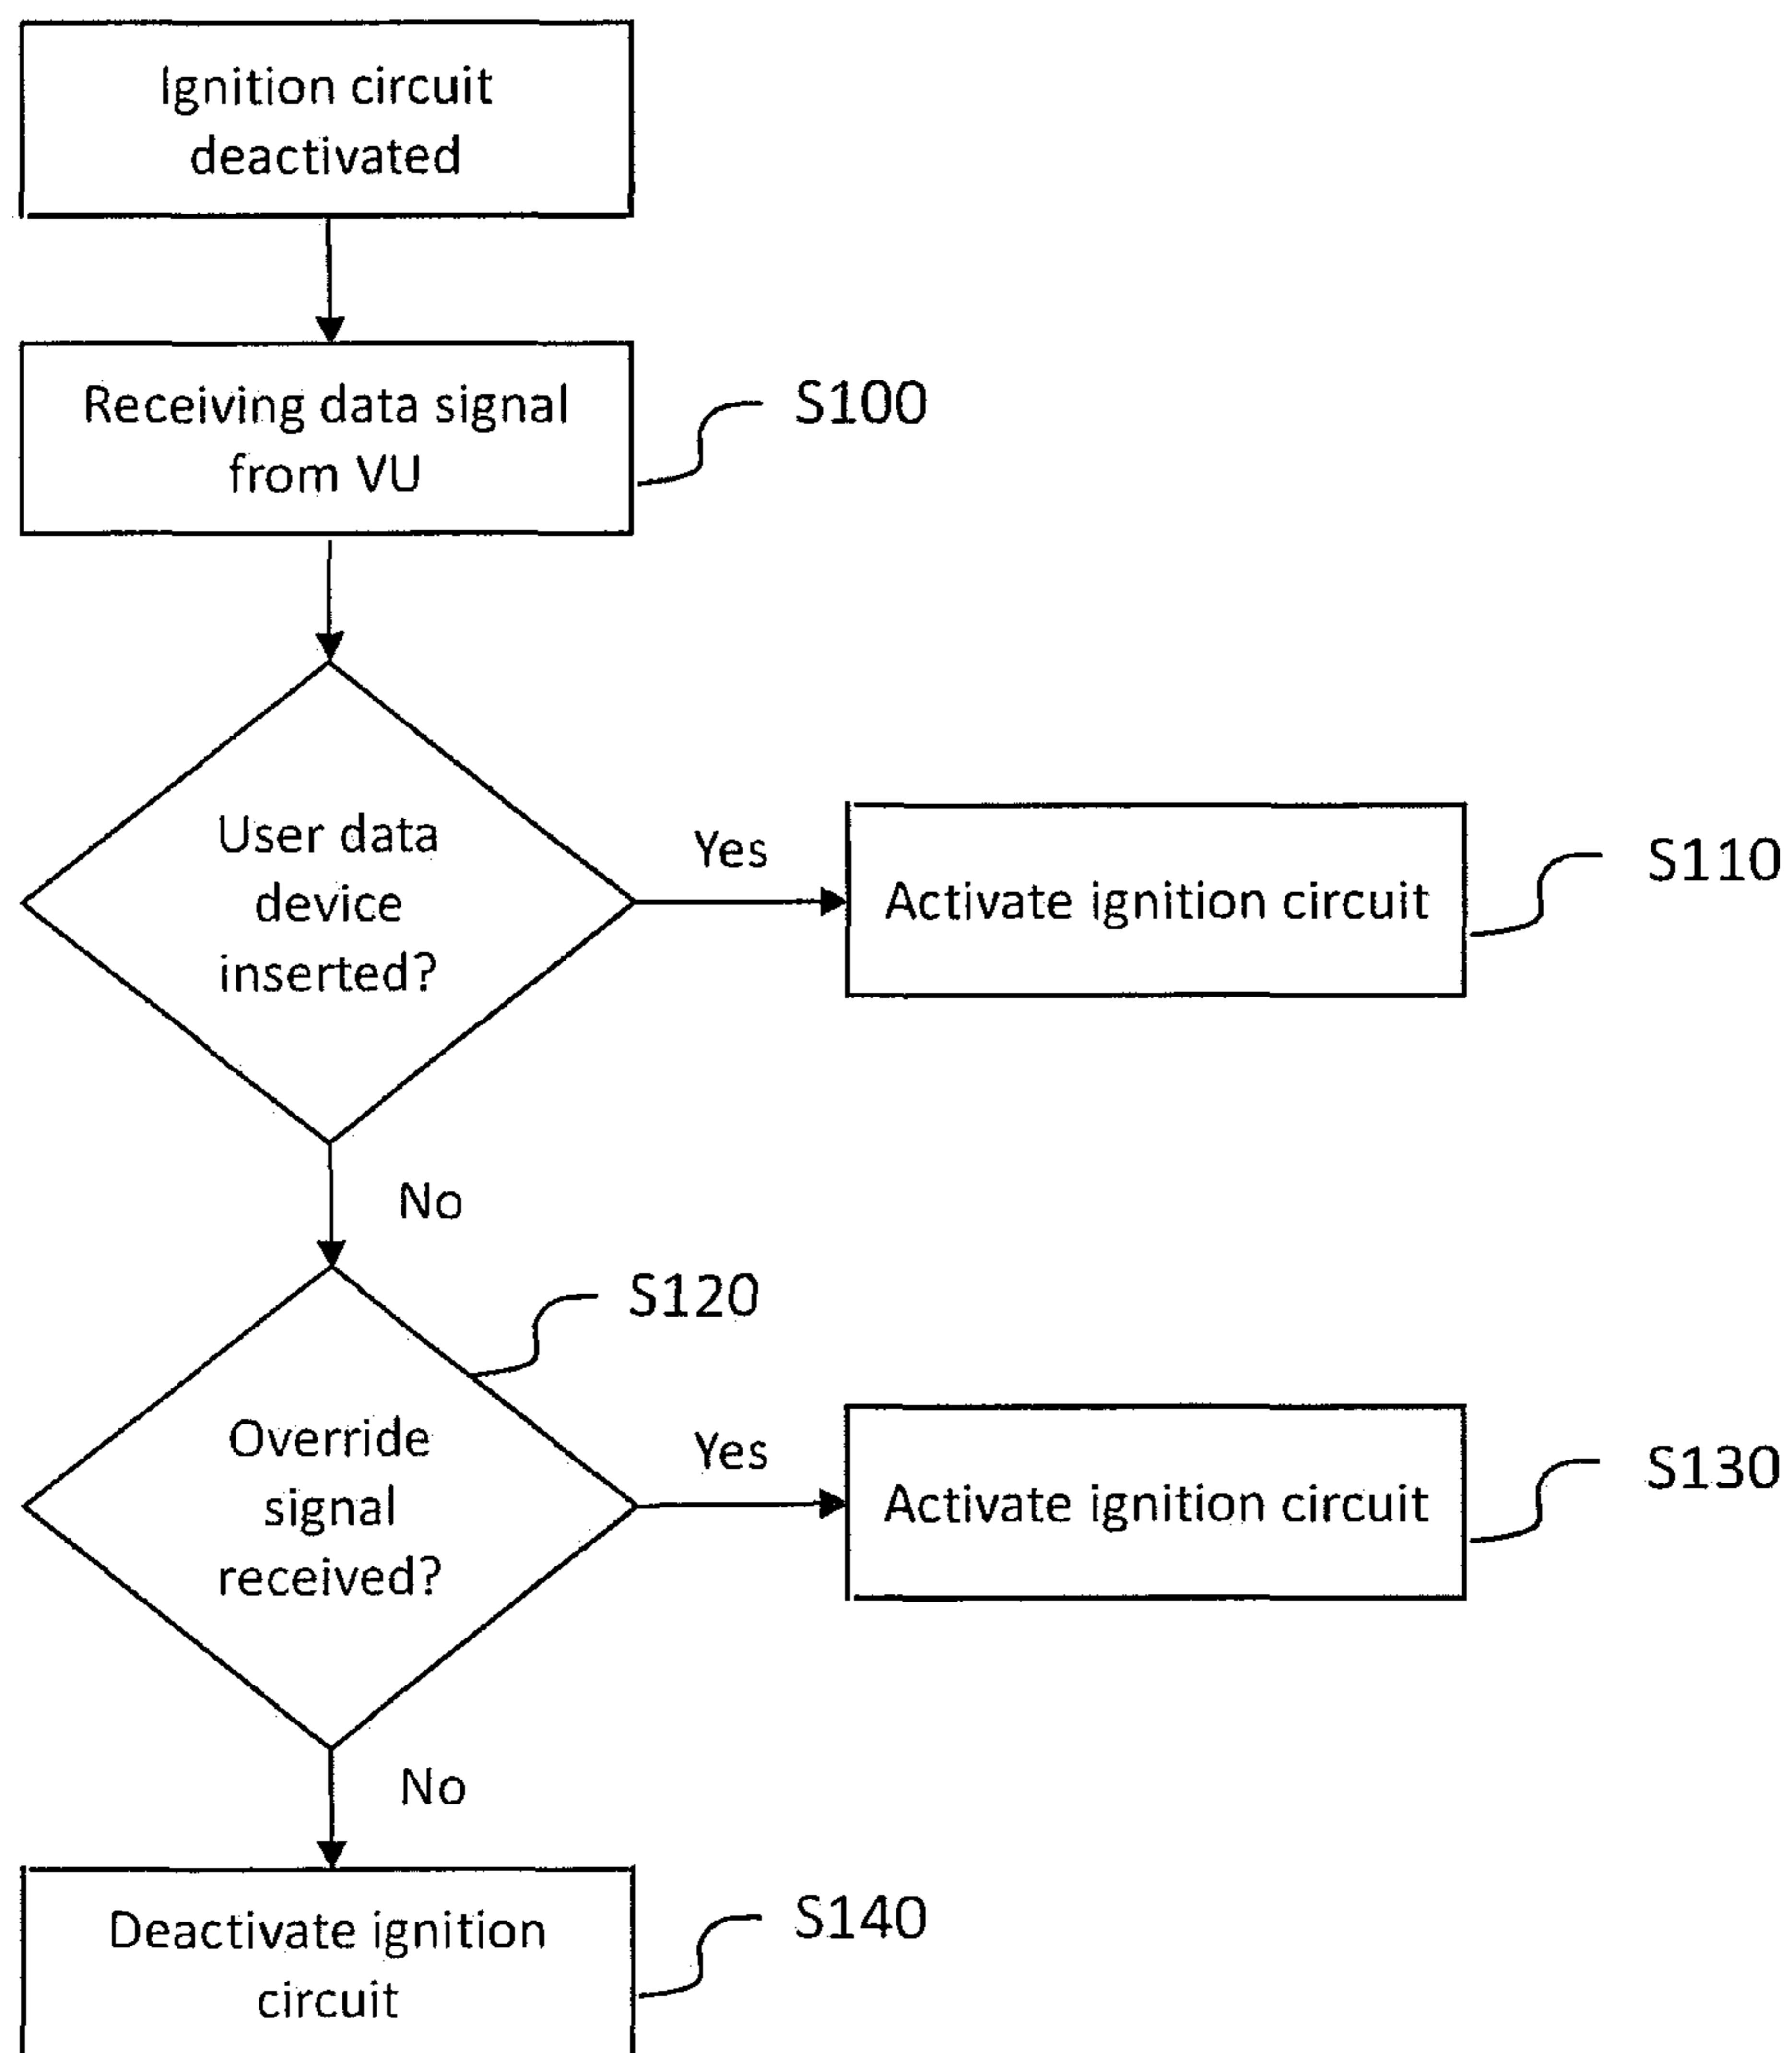 Ignition circuit
deactivated
Receiving data signal
from VU
S100
User data
device
inserted?
Yes
Activate ignition circuit
S110
No
S120
Override
signal
received?
Yes
Activate ignition circuit
S130
No
Deactivate ignition
circuit
S140